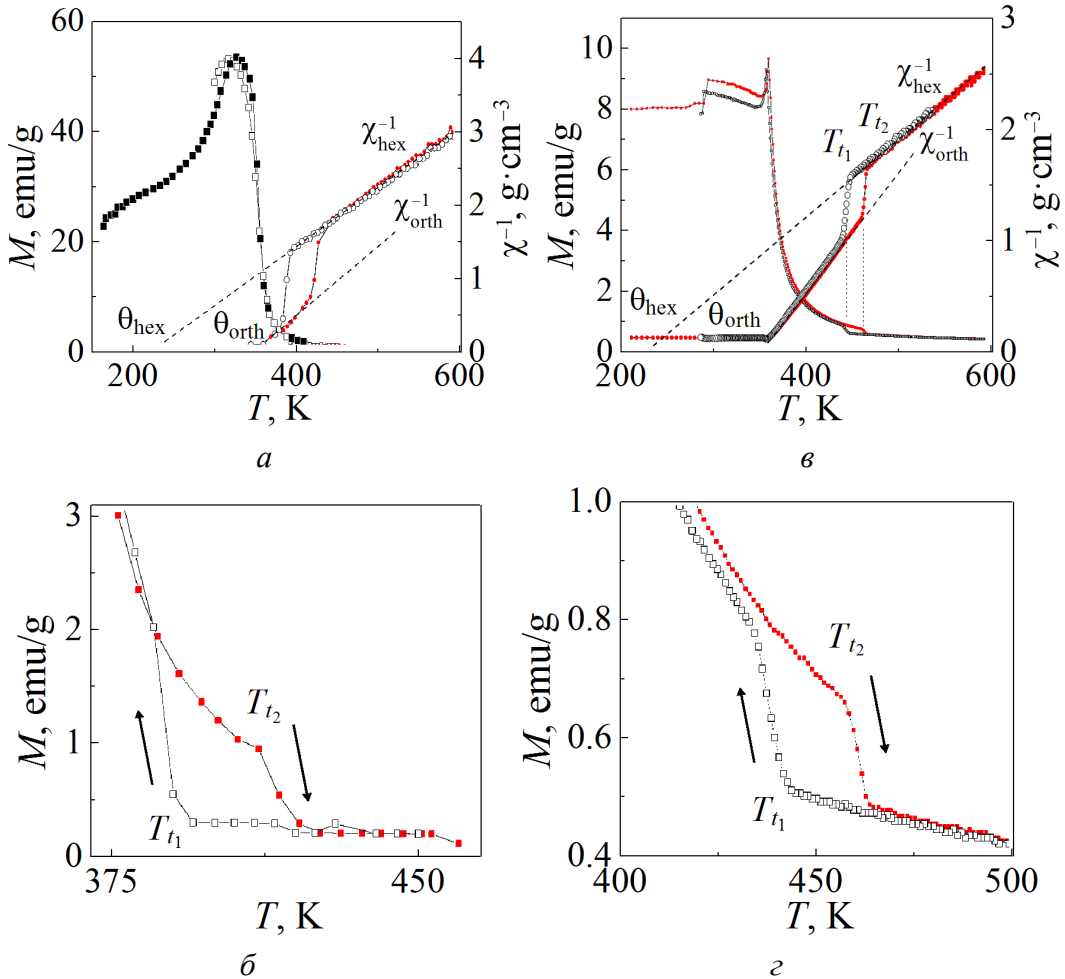 60
50
40
30
20
10
0
M, emu/g
4
3
2
1
0
χ⁻¹, g·cm⁻³
χ⁻¹hex
χ⁻¹orth
θhex
θorth
200
400
600
T, K
а
10
8
6
4
2
0
M, emu/g
3
2
1
0
χ⁻¹, g·cm⁻³
χ⁻¹hex
Tt₂
Tt₁
χ⁻¹orth
θhex
θorth
200
400
600
T, K
в
3
2
1
0
M, emu/g
Tt₂
Tt₁
375
450
T, K
б
1.0
0.8
0.6
0.4
M, emu/g
Tt₂
Tt₁
400
450
500
T, K
г